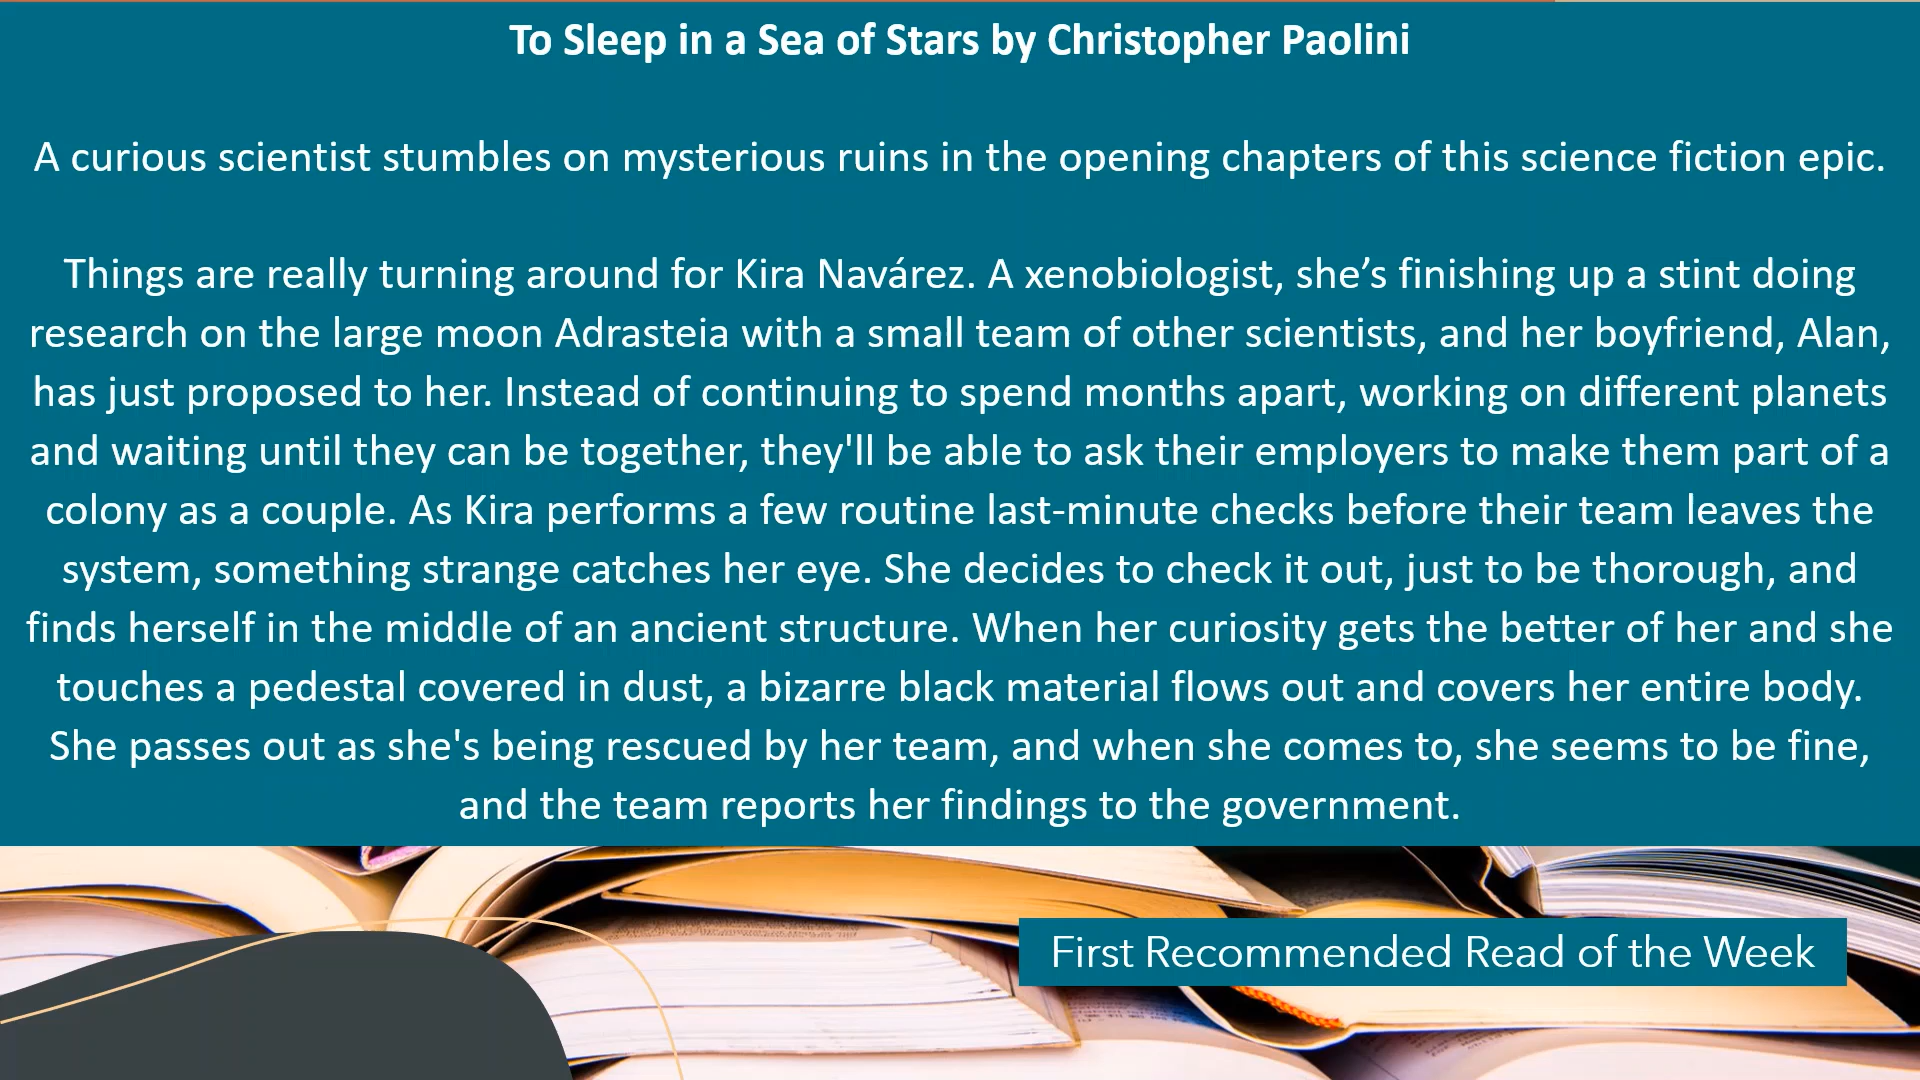 To Sleep in a Sea of Stars by Christopher Paolini
A curious scientist stumbles on mysterious ruins in the opening chapters of this science fiction epic.
Things are really turning around for Kira Navárez. A xenobiologist, she’s finishing up a stint doing
research on the large moon Adrasteia with a small team of other scientists, and her boyfriend, Alan,
has just proposed to her. Instead of continuing to spend months apart, working on different planets
and waiting until they can be together, they'll be able to ask their employers to make them part of a
colony as a couple. As Kira performs a few routine last-minute checks before their team leaves the
system, something strange catches her eye. She decides to check it out, just to be thorough, and
finds herself in the middle of an ancient structure. When her curiosity gets the better of her and she
touches a pedestal covered in dust, a bizarre black material flows out and covers her entire body.
She passes out as she's being rescued by her team, and when she comes to, she seems to be fine,
and the team reports her findings to the government.
First Recommended Read of the Week